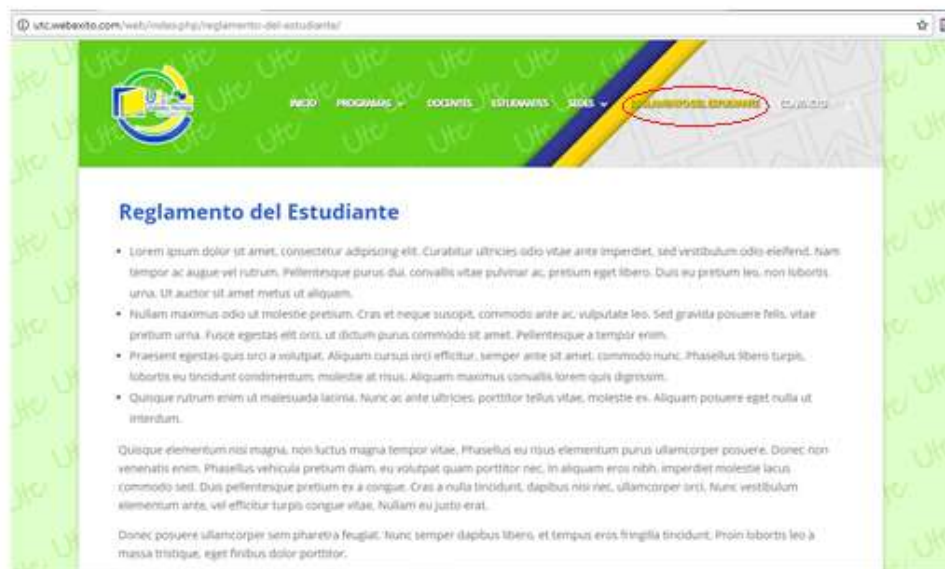 utc.webexito.com/web/index.php/reglamento-del-estudiante/
Utc
INICIO PROGRAMAS DOCENTES ESTUDIANTES SEDES REGLAMENTO DEL ESTUDIANTE CONTACTO
Reglamento del Estudiante
• Lorem ipsum dolor sit amet, consectetur adipiscing elit. Curabitur ultricies odio vitae ante imperdiet, sed vestibulum odio eleifend. Nam
tempor ac augue vel rutrum. Pellentesque purus dui, convallis vitae pulvinar ac, pretium eget libero. Duis eu pretium leo, non lobortis
urna. Ut auctor sit amet metus ut aliquam.
• Nullam maximus odio ut molestie pretium. Cras et neque suscipit, commodo ante ac, vulputate leo. Sed gravida posuere felis, vitae
pretium urna. Fusce egestas elit orci, ut dictum purus commodo sit amet. Pellentesque a tempor enim.
• Praesent egestas quis orci a volutpat. Aliquam cursus orci efficitur, semper ante sit amet, commodo nunc. Phasellus libero turpis,
lobortis eu tincidunt condimentum, molestie at risus. Aliquam maximus convallis lorem quis dignissim.
• Quisque rutrum enim ut malesuada lacinia. Nunc ac ante ultricies, porttitor tellus vitae, molestie ex. Aliquam posuere eget nulla ut
interdum.
Quisque elementum nisi magna, non luctus magna tempor vitae. Phasellus eu risus elementum purus ullamcorper posuere. Donec non
venenatis enim. Phasellus vehicula pretium diam, eu volutpat quam porttitor nec. In aliquam eros nibh, imperdiet molestie lacus
commodo sed. Duis pellentesque pretium ex a congue. Cras a nulla tincidunt, dapibus nisi nec, ullamcorper orci. Nunc vestibulum
elementum ante, vel efficitur turpis congue vitae. Nullam eu justo erat.
Donec posuere ullamcorper sem pharetra feugiat. Nunc semper dapibus libero, et tempus eros fringilla tincidunt. Proin lobortis leo a
massa tristique, eget finibus dolor porttitor.